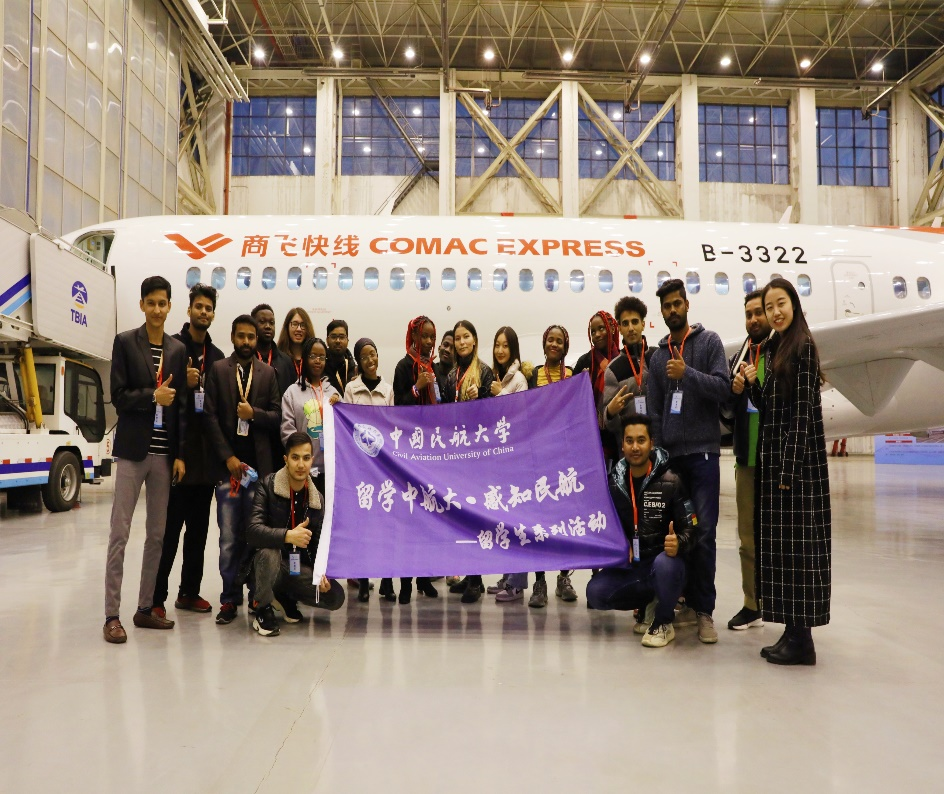 商飞快线 COMAC EXPRESS
B-3322
TBIA
中國民航大学
Civil Aviation University of China
留学中航大·感知民航
——留学生系列活动